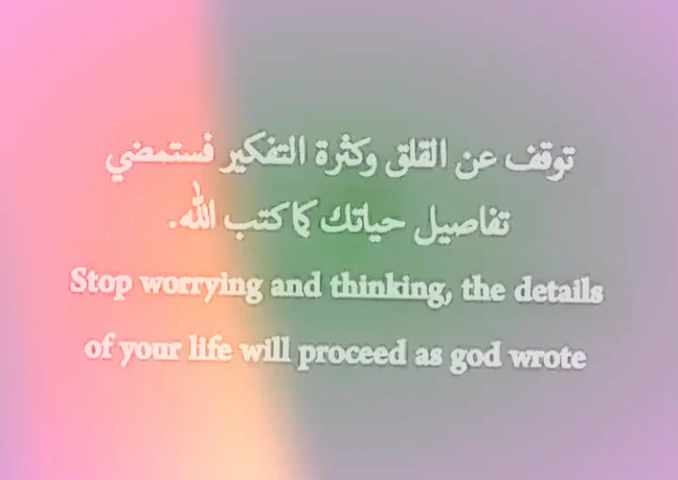 توقف عن القلق وكثرة التفكير فستمضي
تفاصيل حياتك كما كتب الله.
Stop worrying and thinking, the details
of your life will proceed as god wrote